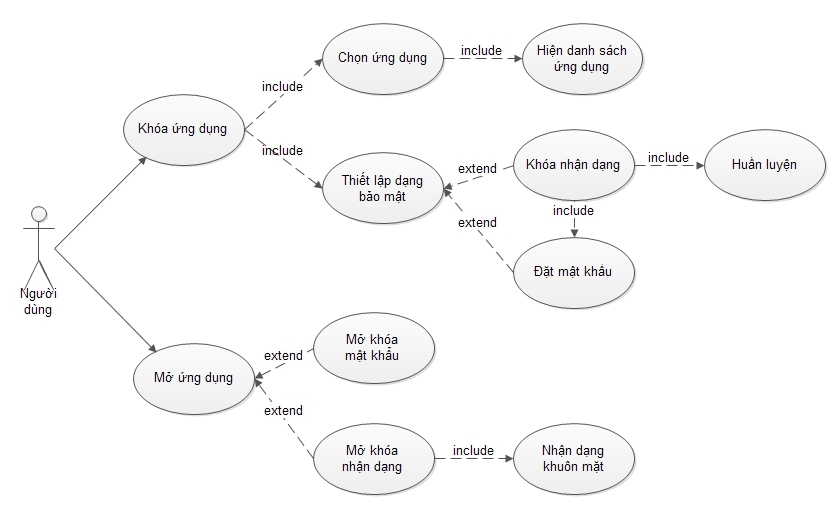 Chọn ứng dụng
include
Hiện danh sách
ứng dụng
include
Khóa ứng dụng
include
Thiết lập dạng
bảo mật
extend
Khóa nhận dạng
include
Huấn luyện
include
extend
Đặt mật khẩu
Người
dùng
Mở ứng dụng
extend
Mở khóa
mật khẩu
extend
Mở khóa
nhận dạng
include
Nhận dạng
khuôn mặt